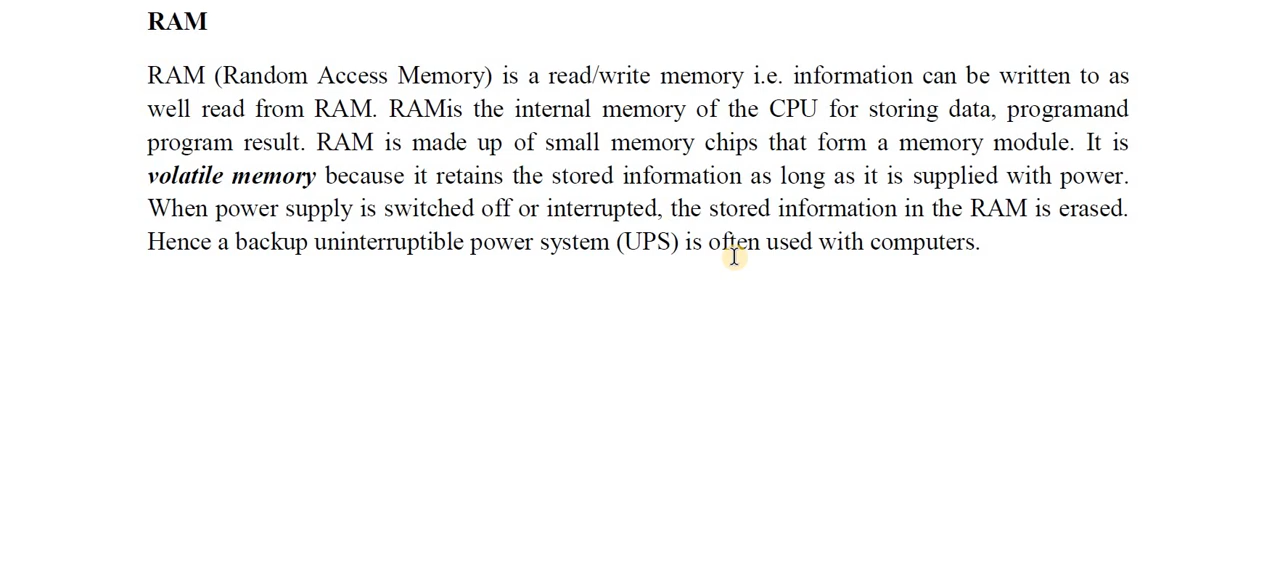 RAM
RAM (Random Access Memory) is a read/write memory i.e. information can be written to as
well read from RAM. RAMis the internal memory of the CPU for storing data, programand
program result. RAM is made up of small memory chips that form a memory module. It is
volatile memory because it retains the stored information as long as it is supplied with power.
When power supply is switched off or interrupted, the stored information in the RAM is erased.
Hence a backup uninterruptible power system (UPS) is often used with computers.